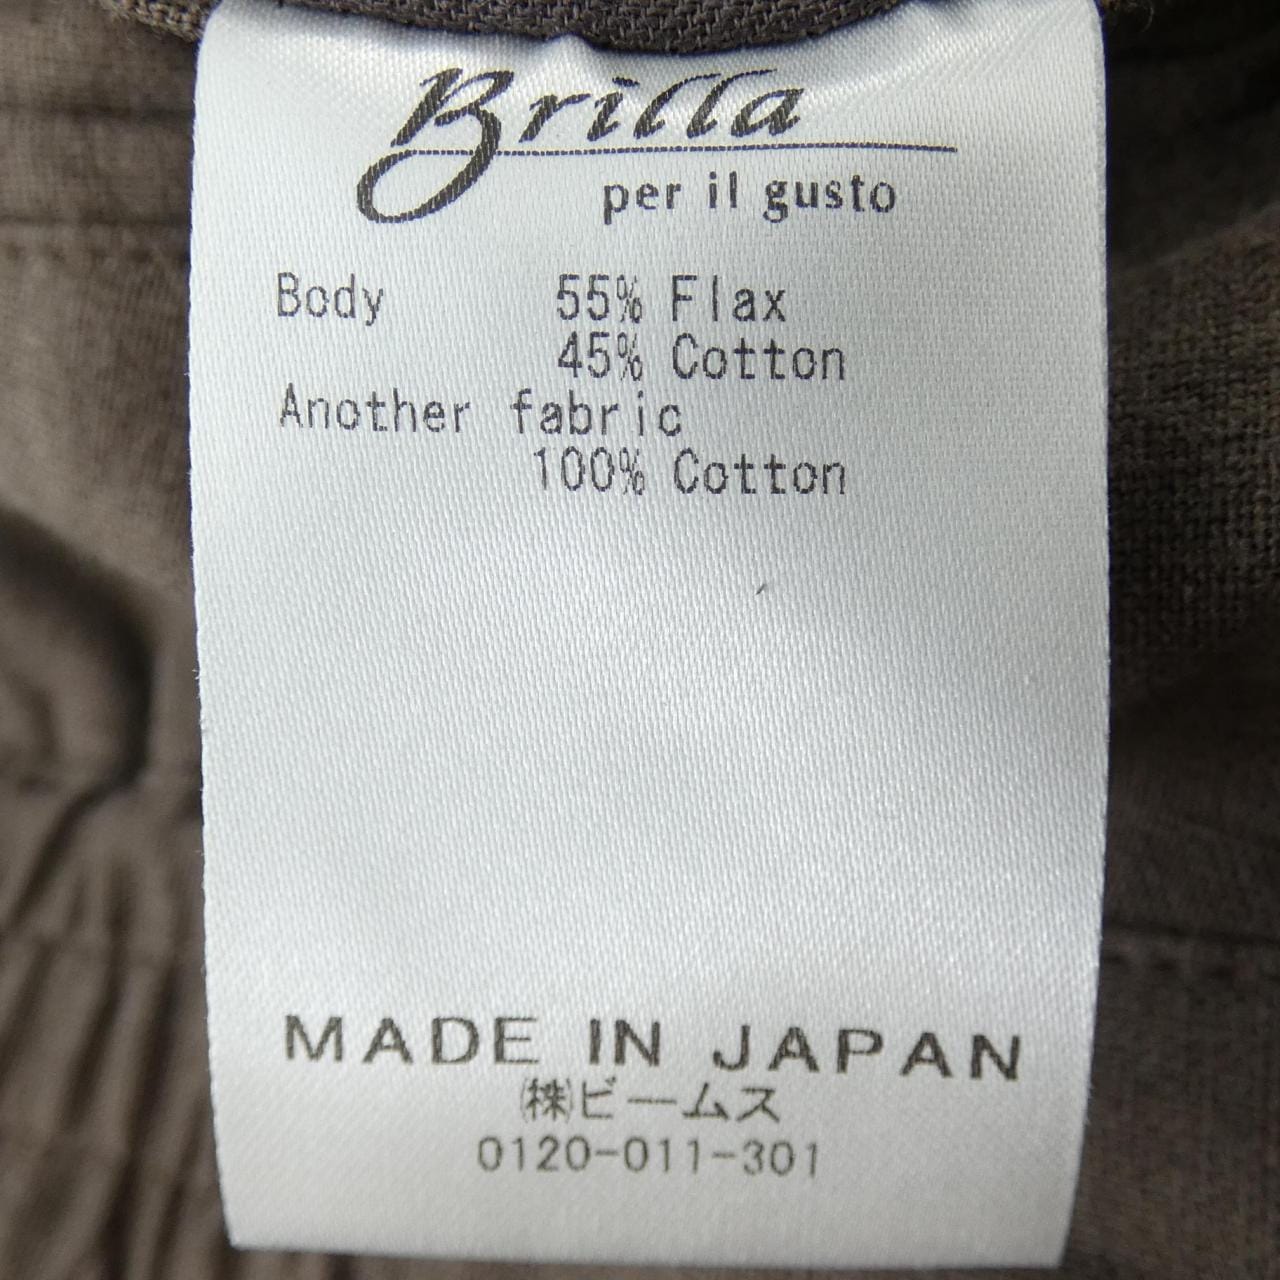 Brilla
per il gusto
Body 55% Flax
45% Cotton
Another fabric
100% Cotton
MADE IN JAPAN
㈱ビームス
0120-011-301